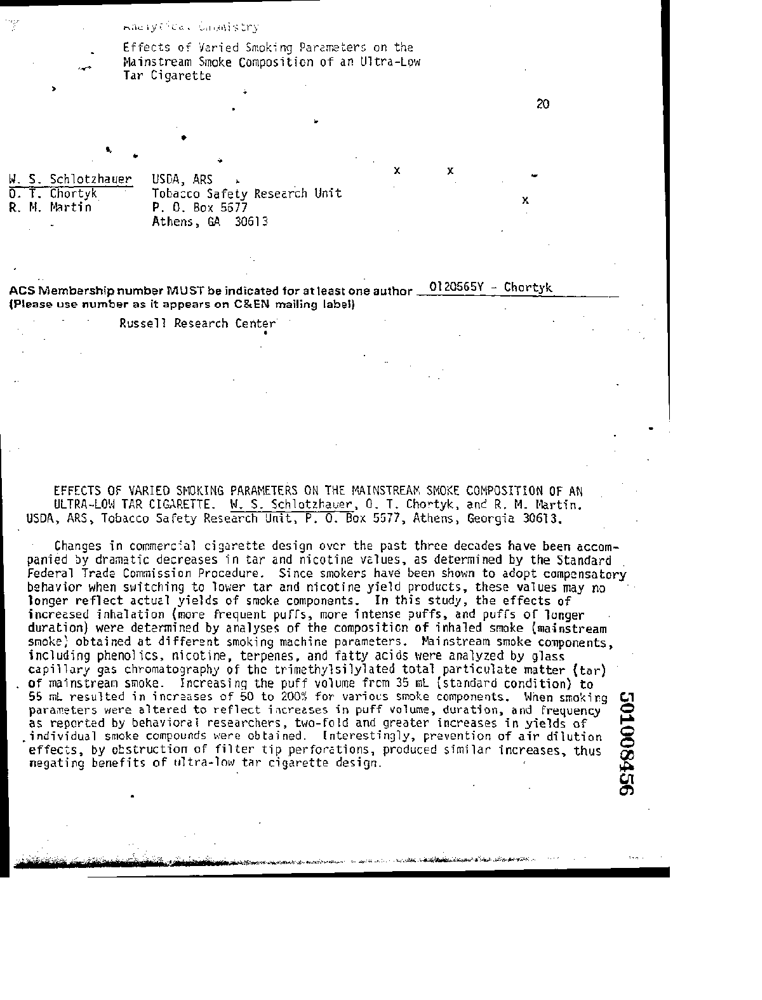 Analytical Chemistry
Effects of Varied Smoking Parameters on the
Mainstream Smoke Composition of an Ultra-Low
Tar Cigarette
20
x x
W. S. Schlotzhauer USDA, ARS
O. T. Chortyk Tobacco Safety Research Unit x
R. M. Martin P. O. Box 5677
Athens, GA 30613
ACS Membership number MUST be indicated for at least one author 0120565Y - Chortyk
(Please use number as it appears on C&EN mailing label)
Russell Research Center
EFFECTS OF VARIED SMOKING PARAMETERS ON THE MAINSTREAM SMOKE COMPOSITION OF AN
ULTRA-LOW TAR CIGARETTE. W. S. Schlotzhauer, O. T. Chortyk, and R. M. Martin.
USDA, ARS, Tobacco Safety Research Unit, P. O. Box 5577, Athens, Georgia 30613.
Changes in commercial cigarette design over the past three decades have been accom-
panied by dramatic decreases in tar and nicotine values, as determined by the Standard
Federal Trade Commission Procedure. Since smokers have been shown to adopt compensatory
behavior when switching to lower tar and nicotine yield products, these values may no
longer reflect actual yields of smoke components. In this study, the effects of
increased inhalation (more frequent puffs, more intense puffs, and puffs of longer
duration) were determined by analyses of the composition of inhaled smoke (mainstream
smoke) obtained at different smoking machine parameters. Mainstream smoke components,
including phenolics, nicotine, terpenes, and fatty acids were analyzed by glass
capillary gas chromatography of the trimethylsilylated total particulate matter (tar)
of mainstream smoke. Increasing the puff volume from 35 mL (standard condition) to
55 mL resulted in increases of 50 to 200% for various smoke components. When smoking
parameters were altered to reflect increases in puff volume, duration, and frequency
as reported by behavioral researchers, two-fold and greater increases in yields of
individual smoke compounds were obtained. Interestingly, prevention of air dilution
effects, by obstruction of filter tip perforations, produced similar increases, thus
negating benefits of ultra-low tar cigarette design.
501008456